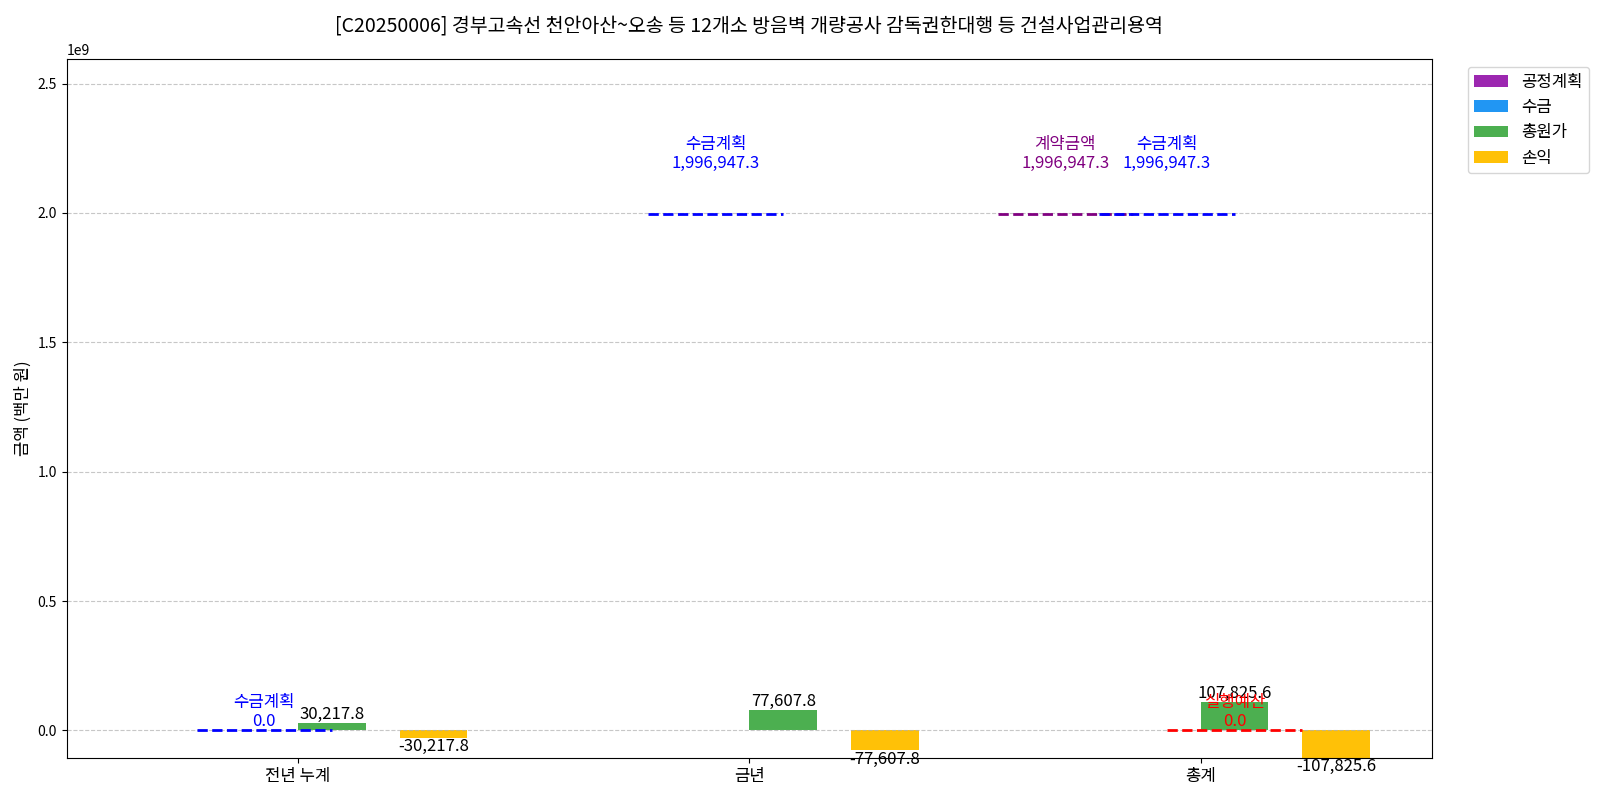 [C20250006] 경부고속선 천안아산~오송 등 12개소 방음벽 개량공사 감독권한대행 등 건설사업관리용역
1e9
2.5
2.0
1.5
1.0
0.5
0.0
금액 (백만 원)
수금계획
0.0
30,217.8
-30,217.8
수금계획
1,996,947.3
77,607.8
-77,607.8
계약금액
1,996,947.3
수금계획
1,996,947.3
107,825.6
실행예산
0.0
-107,825.6
전년 누계
금년
총계
공정계획
수금
총원가
손익